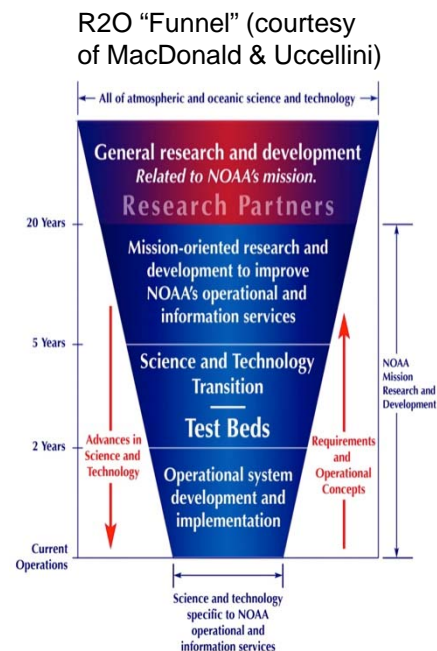 R2O “Funnel” (courtesy
of MacDonald & Uccellini)
All of atmospheric and oceanic science and technology
General research and development
Related to NOAA's mission.
Research Partners
20 Years
Mission-oriented research and
development to improve
NOAA's operational and
information services
5 Years
Science and Technology
Transition
Test Beds
NOAA
Mission
Research and
Development
2 Years
Advances in
Science and
Technology
Requirements
and
Operational
Concepts
Operational system
development and
implementation
Current
Operations
Science and technology
specific to NOAA
operational and
information services